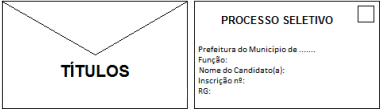 TÍTULOS
PROCESSO SELETIVO
Prefeitura do Município de .......
Função:
Nome do Candidato(a):
Inscrição nº:
RG: